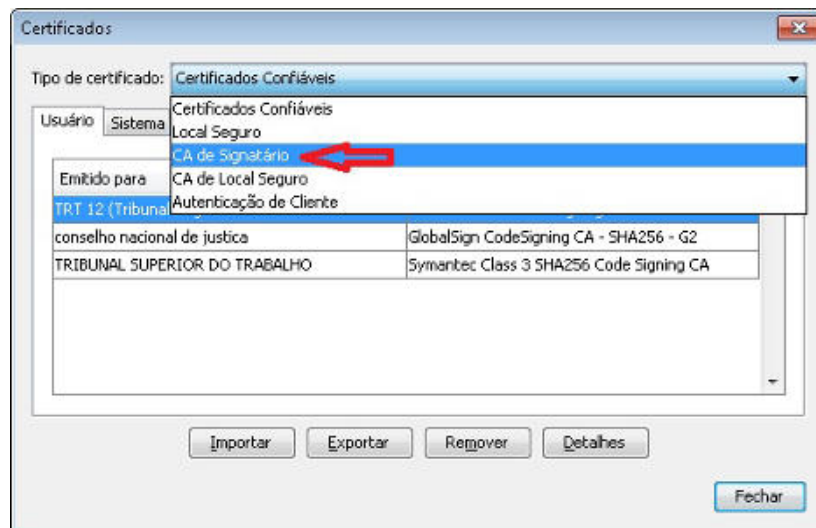 Certificados
Tipo de certificado: Certificados Confiáveis
Certificados Confiáveis
Usuário Sistema Local Seguro
CA de Signatário
Emitido para CA de Local Seguro
Autenticação de Cliente
TRT 12 (Tribunal
conselho nacional de justica GlobalSign CodeSigning CA - SHA256 - G2
TRIBUNAL SUPERIOR DO TRABALHO Symantec Class 3 SHA256 Code Signing CA
Importar Exportar Remover Detalhes
Fechar